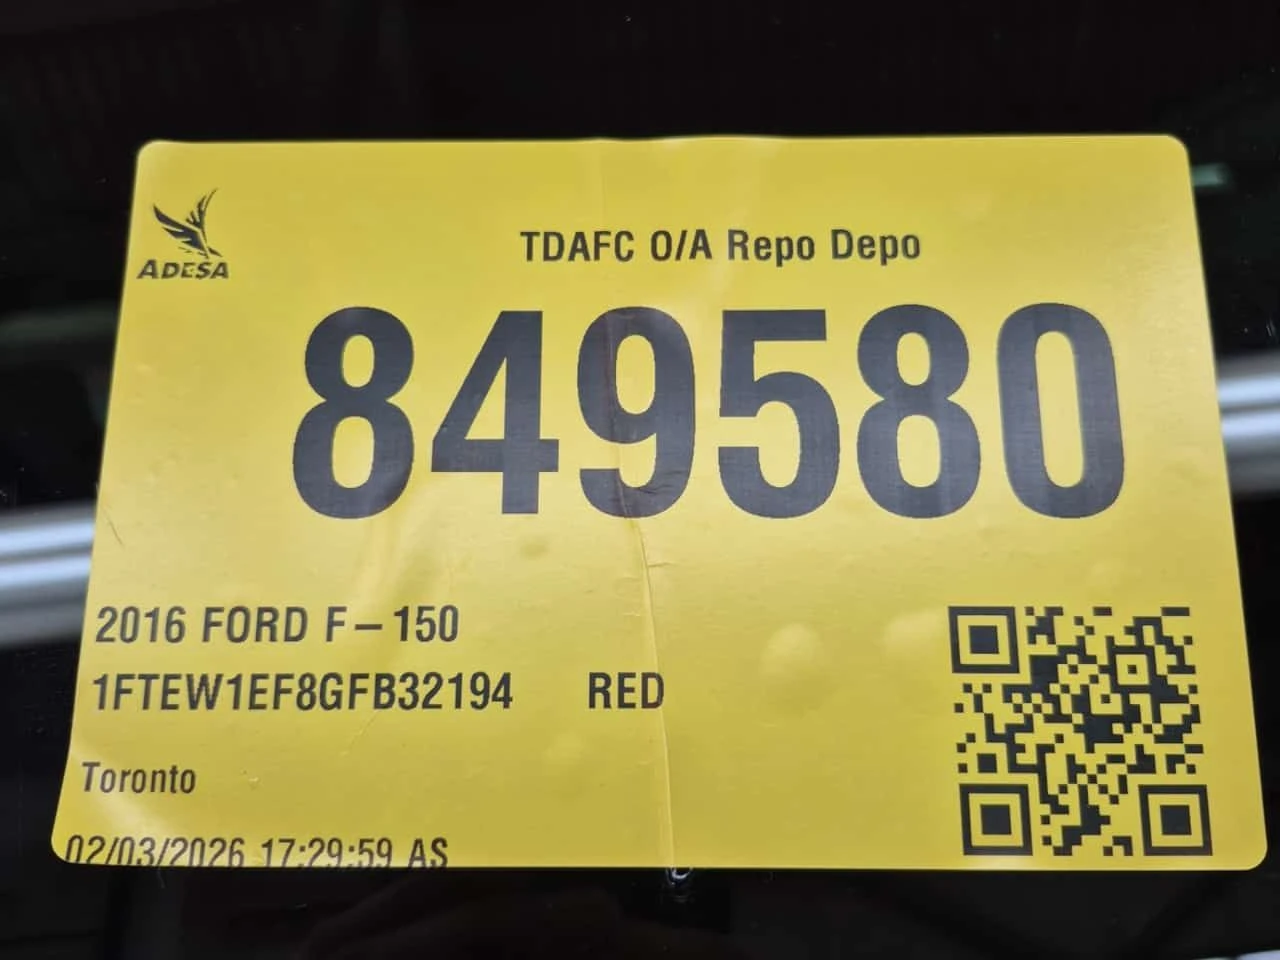 ADESA
TDAFC O/A Repo Depo
849580
2016 FORD F-150
1FTEW1EF8GFB32194 RED
Toronto
02/03/2026 17:29:59 AS